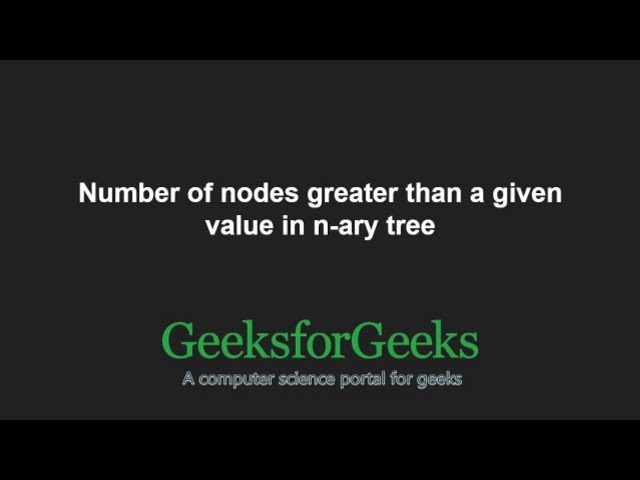 Number of nodes greater than a given
value in n-ary tree
GeeksforGeeks
A computer science portal for geeks